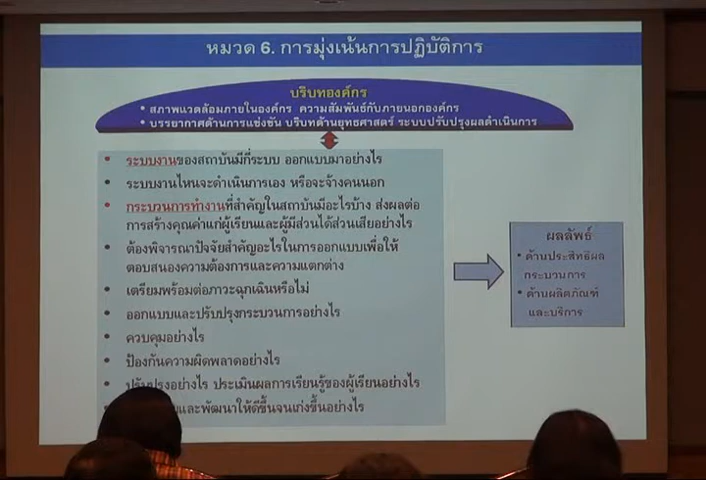 หมวด 6. การมุ่งเน้นการปฏิบัติการ
บริบทองค์กร
• สภาพแวดล้อมภายในองค์กร ความสัมพันธ์กับภายนอกองค์กร
• บรรยากาศด้านการแข่งขัน บริบทด้านยุทธศาสตร์ ระบบปรับปรุงผลดำเนินการ
• ระบบงานของสถาบันมีกี่ระบบ ออกแบบมาอย่างไร
• ระบบงานไหนจะดำเนินการเอง หรือจะจ้างคนนอก
• กระบวนการทำงานที่สำคัญในสถาบันมีอะไรบ้าง ส่งผลต่อ
การสร้างคุณค่าแก่ผู้เรียนและผู้มีส่วนได้ส่วนเสียอย่างไร
• ต้องพิจารณาปัจจัยสำคัญอะไรในการออกแบบเพื่อให้
ตอบสนองความต้องการและความแตกต่าง
• เตรียมพร้อมต่อภาวะฉุกเฉินหรือไม่
• ออกแบบและปรับปรุงกระบวนการอย่างไร
• ควบคุมอย่างไร
• ป้องกันความผิดพลาดอย่างไร
• ปรับปรุงอย่างไร ประเมินผลการเรียนรู้ของผู้เรียนอย่างไร
และพัฒนาให้ดีขึ้นจนเก่งขึ้นอย่างไร
ผลลัพธ์
• ด้านประสิทธิผล
กระบวนการ
• ด้านผลิตภัณฑ์
และบริการ